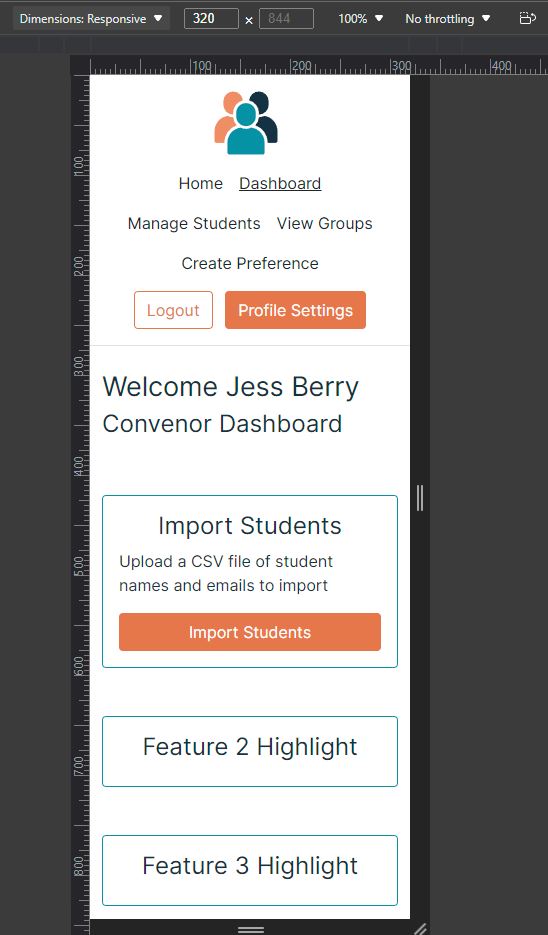 Dimensions: Responsive ▼ 320 × 844 100% ▼ No throttling ▼
100 200 300 400
100
200
300
400
500
600
700
800
Home Dashboard
Manage Students View Groups
Create Preference
Logout Profile Settings
Welcome Jess Berry
Convenor Dashboard
Import Students
Upload a CSV file of student
names and emails to import
Import Students
Feature 2 Highlight
Feature 3 Highlight